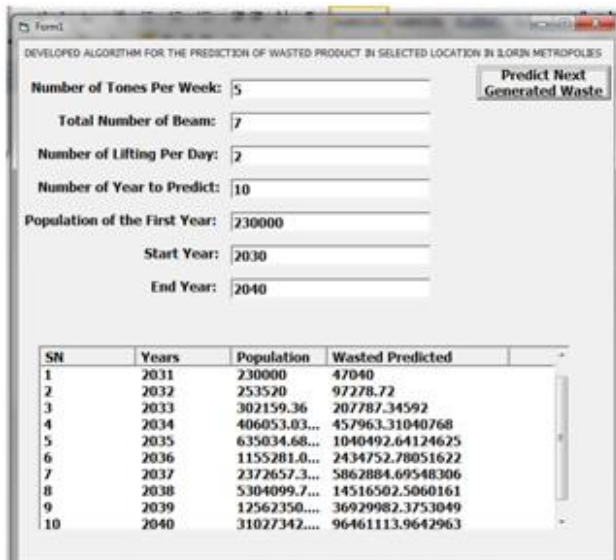 Form1
DEVELOPED ALGORITHM FOR THE PREDICTION OF WASTED PRODUCT IN SELECTED LOCATION IN ILORIN METROPOLIES
Predict Next
Generated Waste
Number of Tones Per Week: 5
Total Number of Beam: 7
Number of Lifting Per Day: 2
Number of Year to Predict: 10
Population of the First Year: 230000
Start Year: 2030
End Year: 2040
SN Years Population Wasted Predicted
1 2031 230000 47040
2 2032 253520 97278.72
3 2033 302159.36 207787.34592
4 2034 406053.03... 457963.31040768
5 2035 635034.68... 1040492.64124625
6 2036 1155281.0... 2434752.78051622
7 2037 2372657.3... 5862884.69548306
8 2038 5304099.7... 14516502.5060161
9 2039 12562350.... 36929982.3753049
10 2040 31027342.... 96461113.9642963